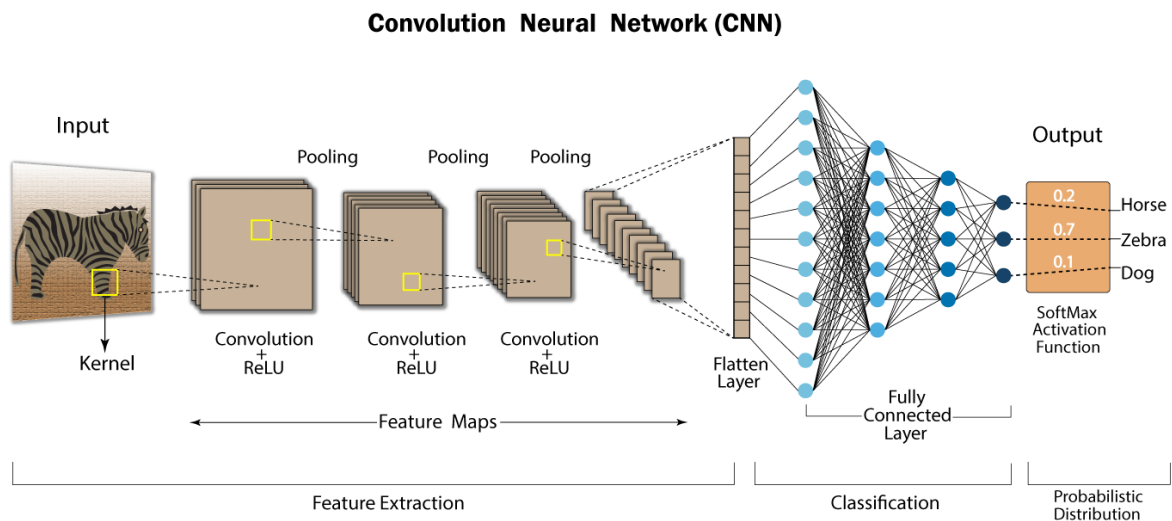 Convolution Neural Network (CNN)
Input
Output
Pooling
Pooling
Pooling
0.2
Horse
0.7
Zebra
0.1
Dog
Kernel
Convolution
+
ReLU
Convolution
+
ReLU
Convolution
+
ReLU
Flatten
Layer
SoftMax
Activation
Function
Feature Maps
Fully
Connected
Layer
Feature Extraction
Classification
Probabilistic
Distribution